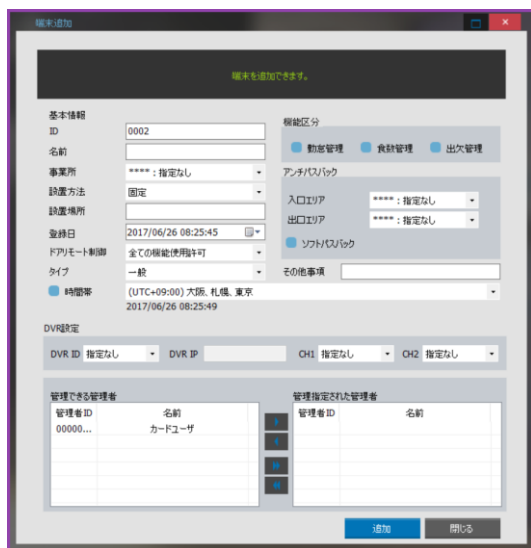 端末追加
端末を追加できます。
基本情報
ID 0002
名前
事業所 **** : 指定なし
設置方法 固定
設置場所
登録日 2017/06/26 08:25:45
ドアリモート制御 全ての機能使用許可
タイプ 一般
時間帯 (UTC+09:00) 大阪、札幌、東京
2017/06/26 08:25:49
機能区分
勤怠管理 食数管理 出欠管理
アンチパスバック
入口エリア **** : 指定なし
出口エリア **** : 指定なし
ソフトパスバック
その他事項
DVR設定
DVR ID 指定なし DVR IP CH1 指定なし CH2 指定なし
管理できる管理者
管理者ID 名前
00000... カードユーザ
管理指定された管理者
管理者ID 名前
追加 閉じる